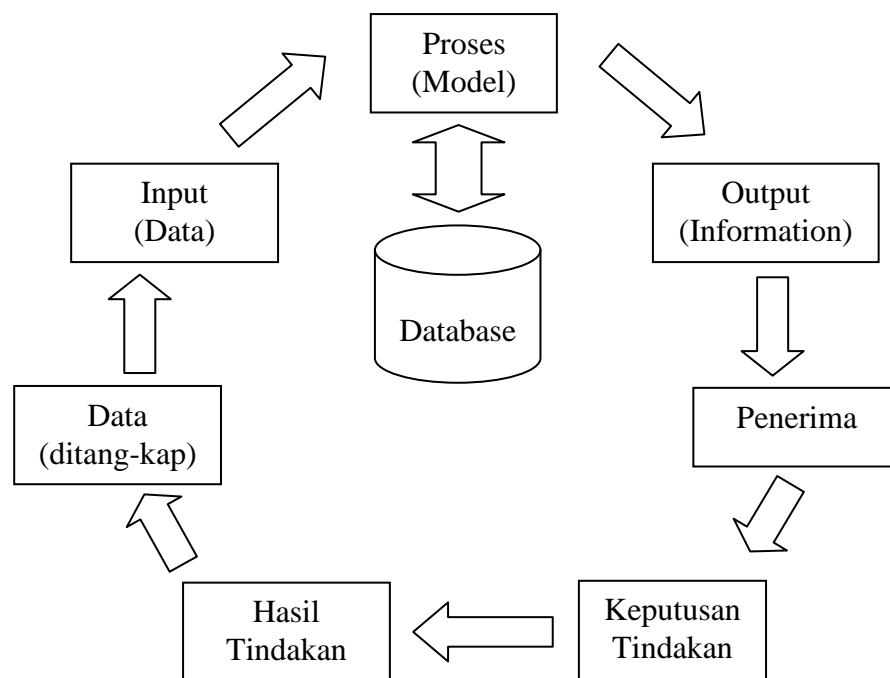 Proses
(Model)
Input
(Data)
Output
(Information)
Database
Data
(ditang-kap)
Penerima
Hasil
Tindakan
Keputusan
Tindakan